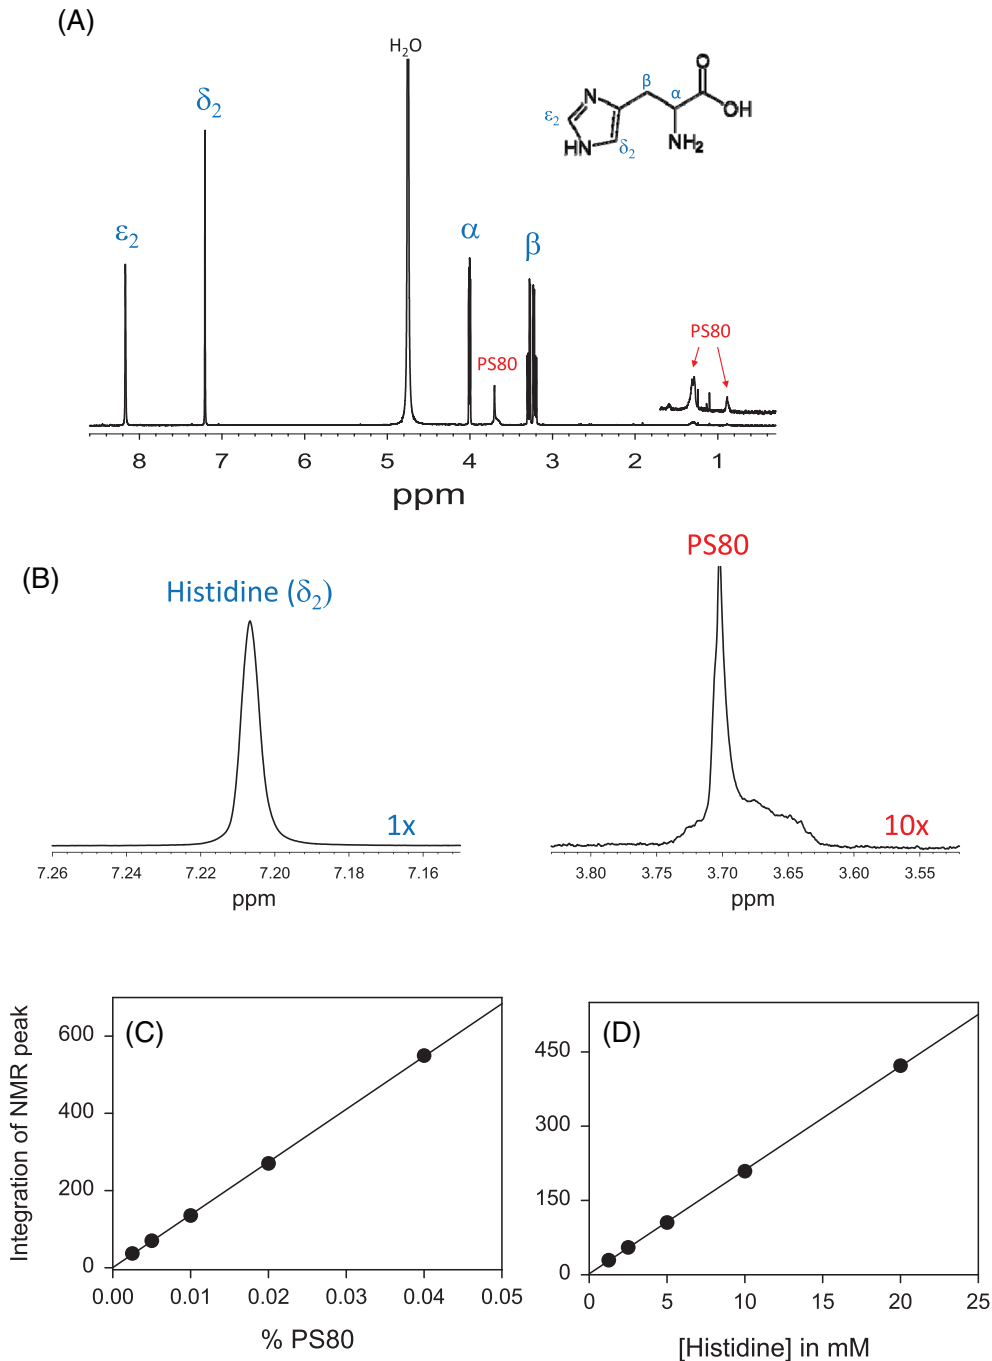 (A)
H₂O
δ₂
ε₂
α
β
PS80
PS80
β
α
O
OH
NH₂
N
HN
ε₂
δ₂
8 7 6 5 4 3 2 1
ppm
(B)
Histidine (δ₂)
1x
7.26 7.24 7.22 7.20 7.18 7.16
ppm
PS80
10x
3.80 3.75 3.70 3.65 3.60 3.55
ppm
(C)
Integration of NMR peak
600
400
200
0
0.00 0.01 0.02 0.03 0.04 0.05
% PS80
(D)
450
300
150
0
0 5 10 15 20 25
[Histidine] in mM